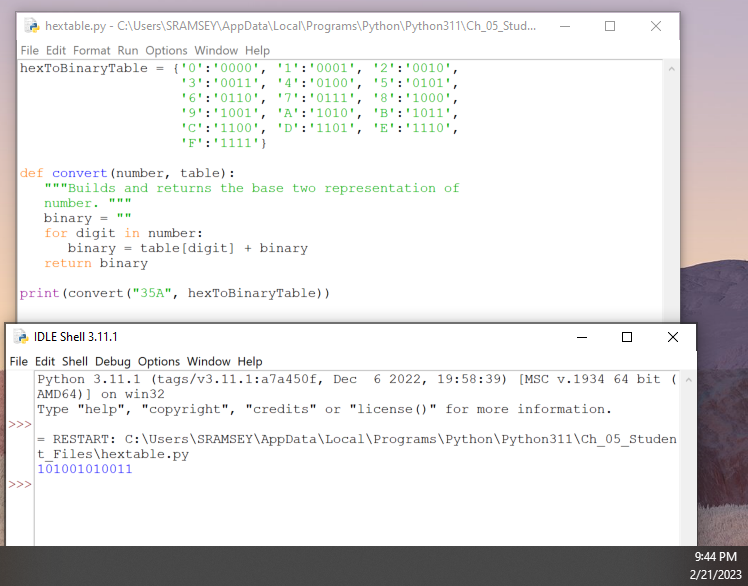 hextable.py - C:\Users\SRAMSEY\AppData\Local\Programs\Python\Python311\Ch_05_Stud...
File Edit Format Run Options Window Help
hexToBinaryTable = {'0':'0000', '1':'0001', '2':'0010',
'3':'0011', '4':'0100', '5':'0101',
'6':'0110', '7':'0111', '8':'1000',
'9':'1001', 'A':'1010', 'B':'1011',
'C':'1100', 'D':'1101', 'E':'1110',
'F':'1111'}
def convert(number, table):
"""Builds and returns the base two representation of
number. """
binary = ""
for digit in number:
binary = table[digit] + binary
return binary
print(convert("35A", hexToBinaryTable))
IDLE Shell 3.11.1
File Edit Shell Debug Options Window Help
Python 3.11.1 (tags/v3.11.1:a7a450f, Dec  6 2022, 19:58:39) [MSC v.1934 64 bit (
AMD64)] on win32
Type "help", "copyright", "credits" or "license()" for more information.
>>>
= RESTART: C:\Users\SRAMSEY\AppData\Local\Programs\Python\Python311\Ch_05_Studen
t_Files\hextable.py
101001010011
>>>
9:44 PM
2/21/2023